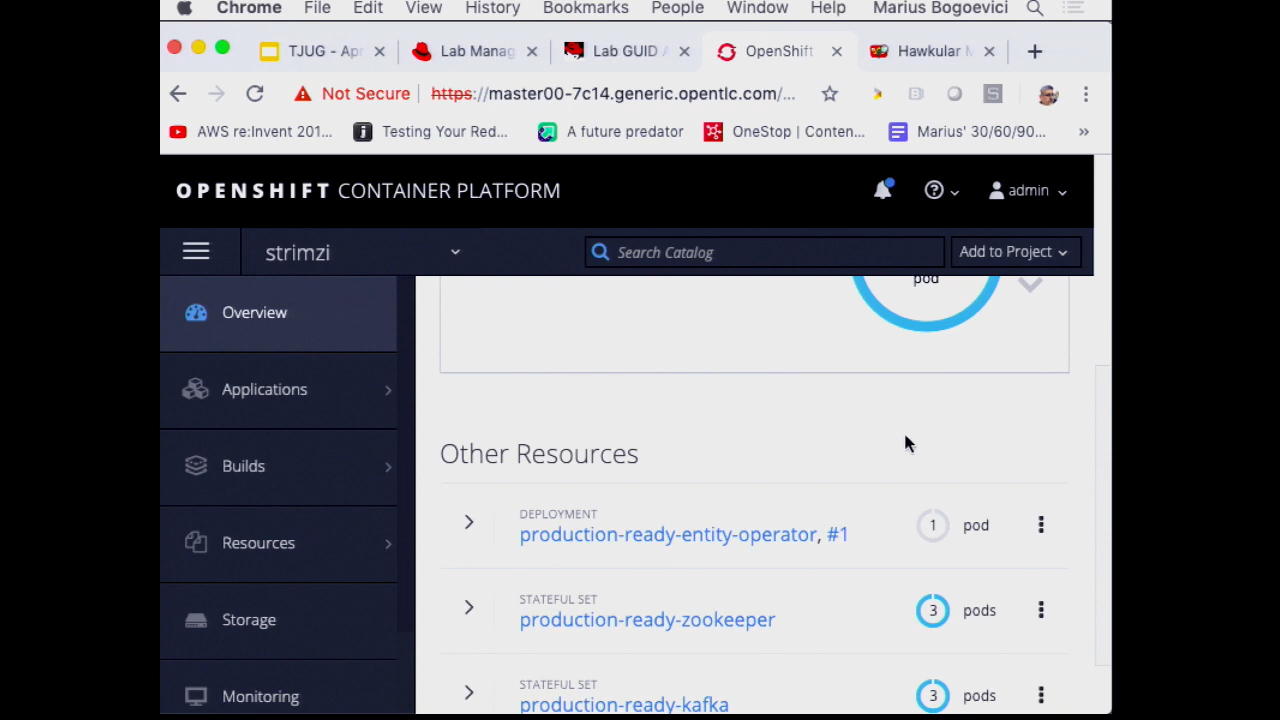 Chrome File Edit View History Bookmarks People Window Help Marius Bogoevici
TJUG - Apr Lab Manag Lab GUID OpenShift Hawkular M
Not Secure https://master00-7c14.generic.opentlc.com/...
AWS re:Invent 201... Testing Your Red... A future predator OneStop | Conten... Marius' 30/60/90... »
OPENSHIFT CONTAINER PLATFORM admin
strimzi Search Catalog Add to Project
pod
Overview
Applications
Builds
Resources
Storage
Monitoring
Other Resources
DEPLOYMENT
production-ready-entity-operator, #1 1 pod
STATEFUL SET
production-ready-zookeeper 3 pods
STATEFUL SET
production-ready-kafka 3 pods